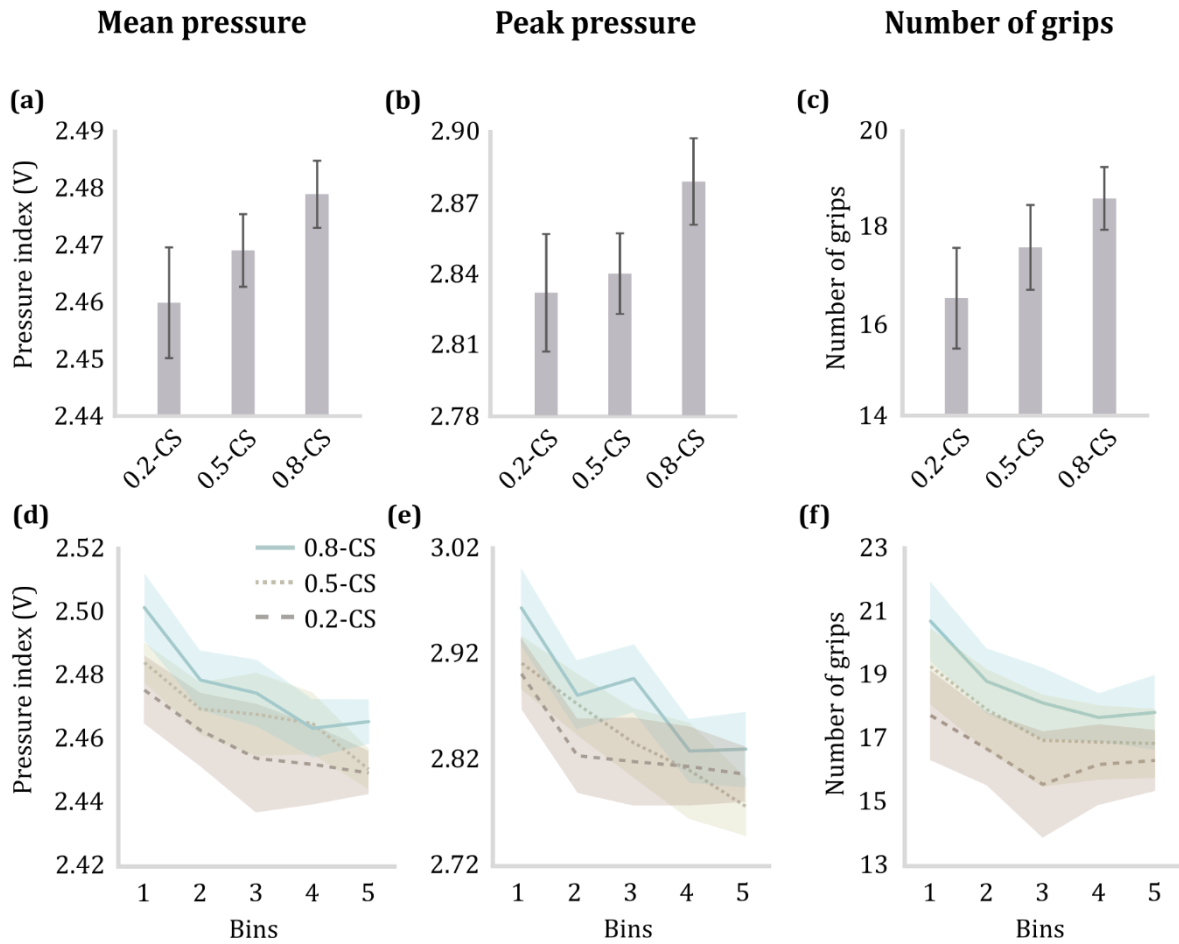 Mean pressure Peak pressure Number of grips
(a) (b) (c)
Pressure index (V)
2.49
2.48
2.47
2.46
2.45
2.44
0.2-CS 0.5-CS 0.8-CS
2.90
2.87
2.84
2.81
2.78
0.2-CS 0.5-CS 0.8-CS
Number of grips
20
18
16
14
0.2-CS 0.5-CS 0.8-CS
(d) (e) (f)
Pressure index (V)
2.52
2.50
2.48
2.46
2.44
2.42
0.8-CS
0.5-CS
0.2-CS
1 2 3 4 5
Bins
3.02
2.92
2.82
2.72
1 2 3 4 5
Bins
Number of grips
23
21
19
17
15
13
1 2 3 4 5
Bins